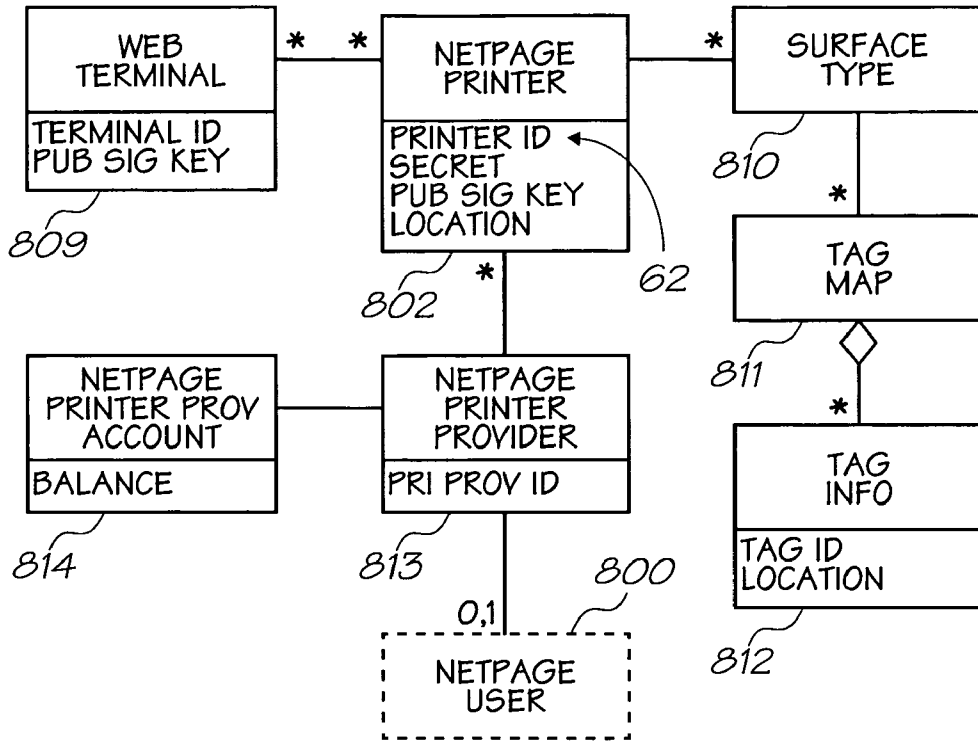 WEB
TERMINAL
TERMINAL ID
PUB SIG KEY
809
* *
NETPAGE
PRINTER
PRINTER ID
SECRET
PUB SIG KEY
LOCATION
802
62
*
*
SURFACE
TYPE
810
*
TAG
MAP
811
*
TAG
INFO
TAG ID
LOCATION
812
NETPAGE
PRINTER PROV
ACCOUNT
BALANCE
814
NETPAGE
PRINTER
PROVIDER
PRI PROV ID
813
0,1
800
NETPAGE
USER